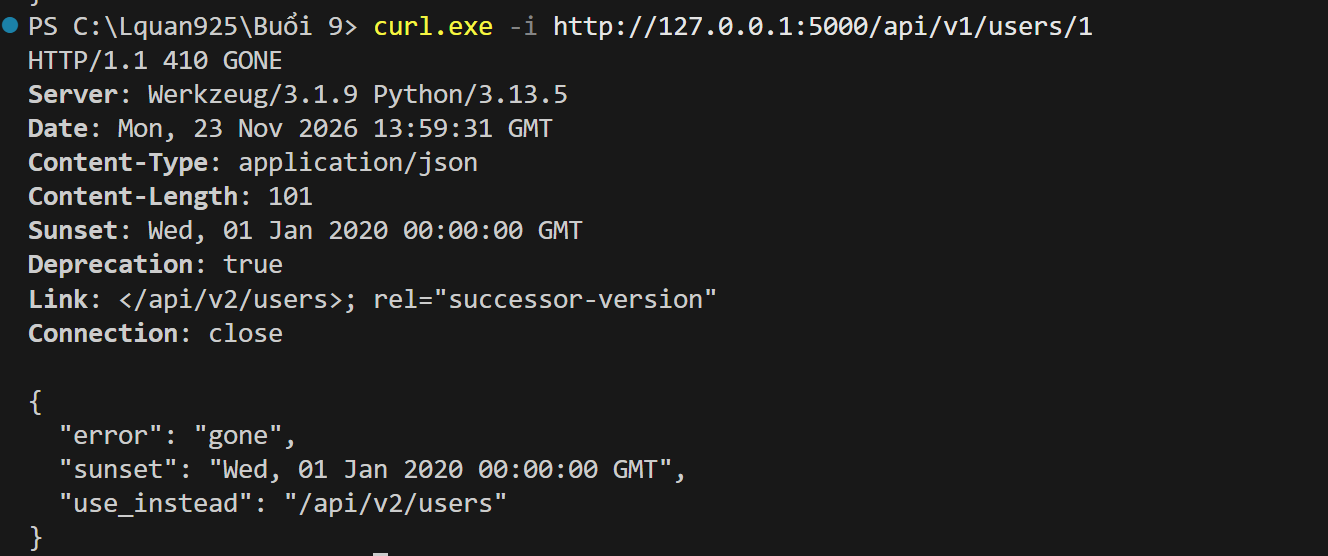 }
PS C:\Lquan925\Buổi 9> curl.exe -i http://127.0.0.1:5000/api/v1/users/1
HTTP/1.1 410 GONE
Server: Werkzeug/3.1.9 Python/3.13.5
Date: Mon, 23 Nov 2026 13:59:31 GMT
Content-Type: application/json
Content-Length: 101
Sunset: Wed, 01 Jan 2020 00:00:00 GMT
Deprecation: true
Link: </api/v2/users>; rel="successor-version"
Connection: close

{
  "error": "gone",
  "sunset": "Wed, 01 Jan 2020 00:00:00 GMT",
  "use_instead": "/api/v2/users"
}